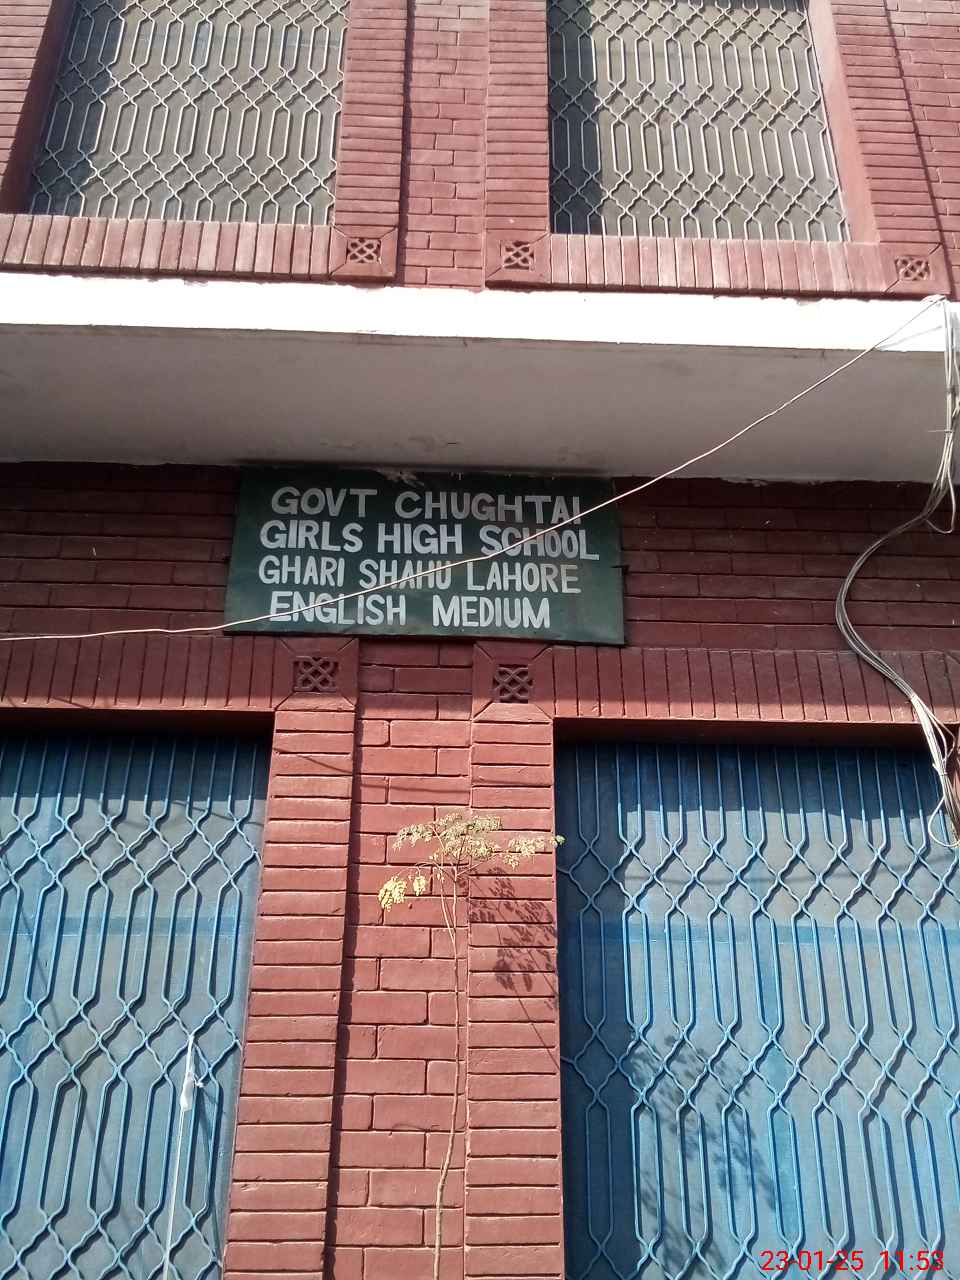 GOVT CHUGHTAI
GIRLS HIGH SCHOOL
GHARI SHAHU LAHORE
ENGLISH MEDIUM
23-01-25 11:53